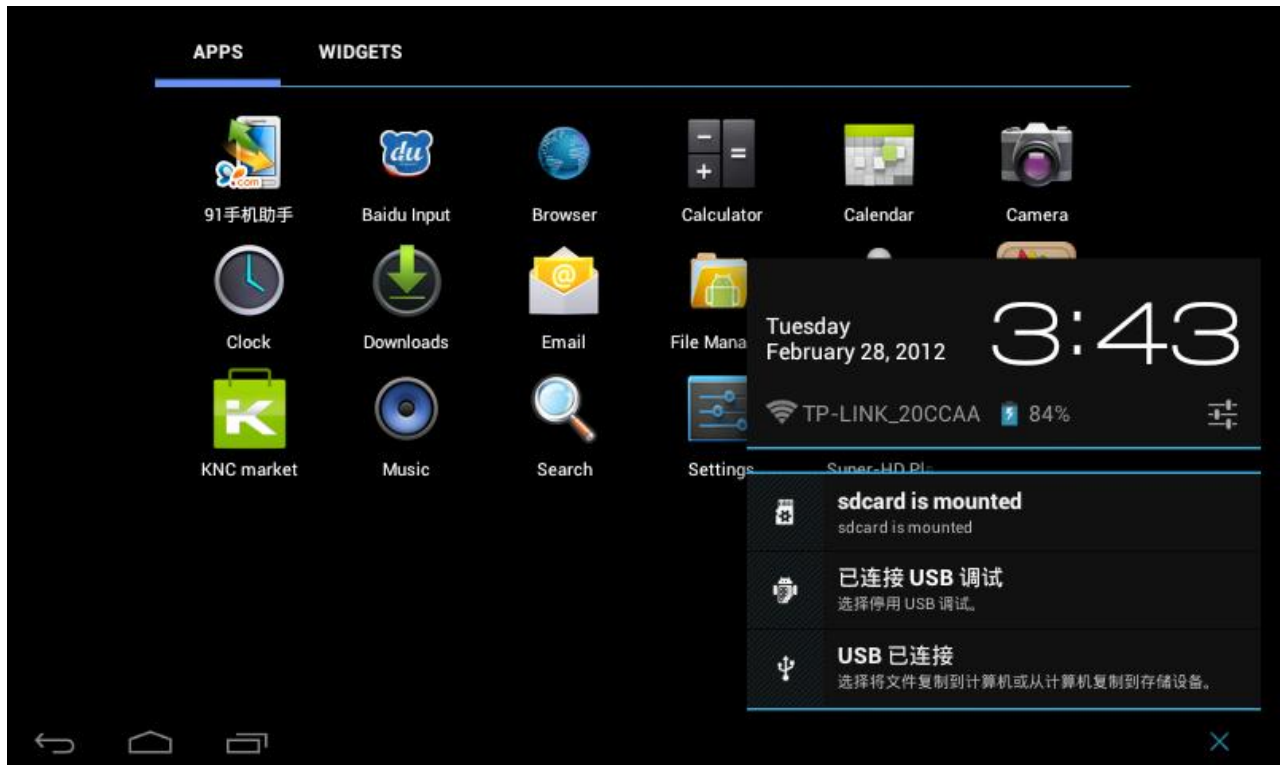 APPS WIDGETS
91手机助手 Baidu Input Browser Calculator Calendar Camera
Clock Downloads Email File Mana
KNC market Music Search Settings
Tuesday
February 28, 2012
3:43
TP-LINK_20CCAA 84%
Super-HD Pl
sdcard is mounted
sdcard is mounted
已连接 USB 调试
选择停用 USB 调试。
USB 已连接
选择将文件复制到计算机或从计算机复制到存储设备。